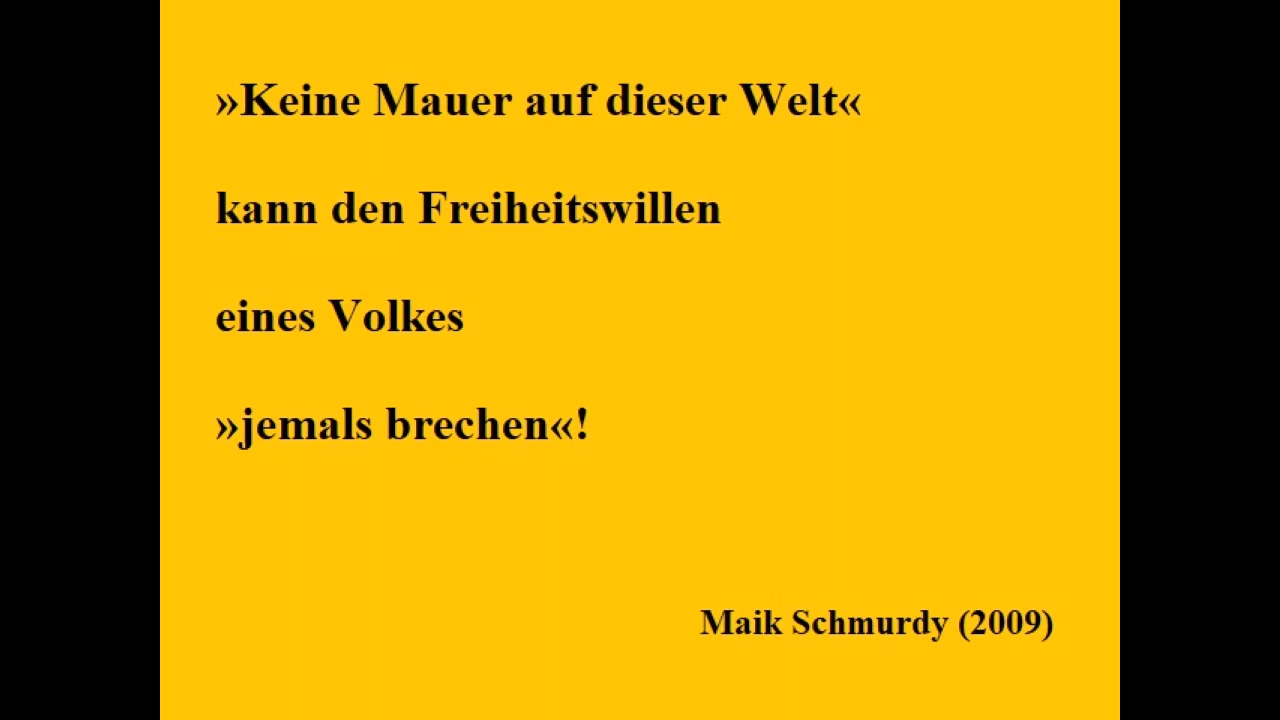 »Keine Mauer auf dieser Welt«
kann den Freiheitswillen
eines Volkes
»jemals brechen«!
Maik Schmurdy (2009)